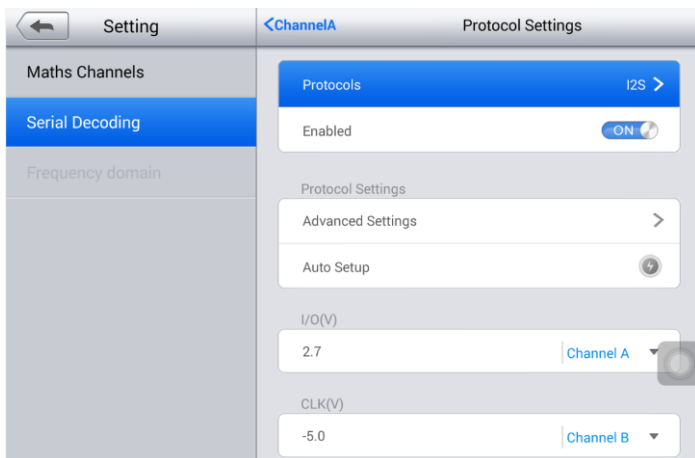 Setting
ChannelA
Protocol Settings
Maths Channels
Serial Decoding
Frequency domain
Protocols
I2S
Enabled
ON
Protocol Settings
Advanced Settings
Auto Setup
I/O(V)
2.7
Channel A
CLK(V)
-5.0
Channel B